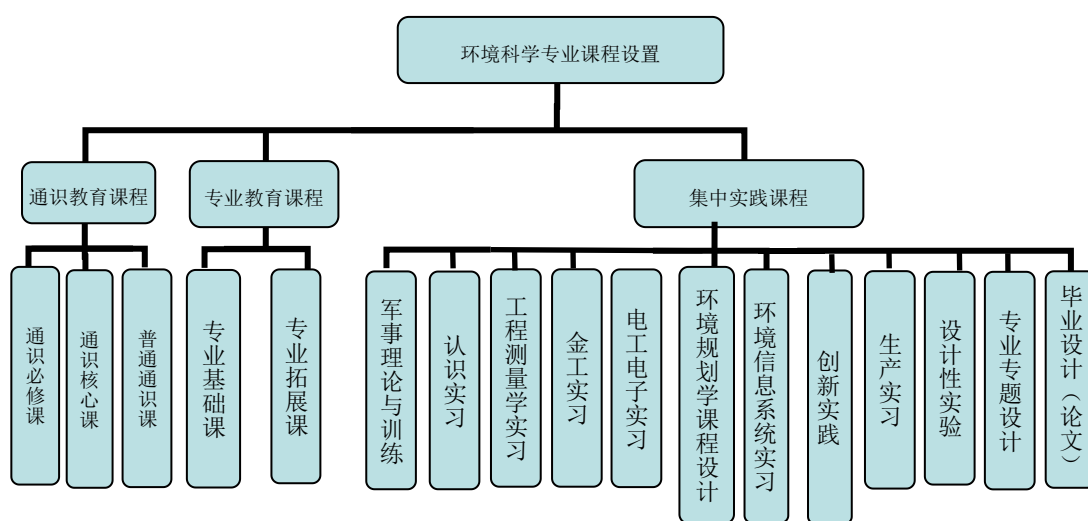 环境科学专业课程设置
通识教育课程
专业教育课程
集中实践课程
通识必修课
通识核心课
普通通识课
专业基础课
专业拓展课
军事理论与训练
认识实习
工程测量学实习
金工实习
电工电子实习
环境规划学课程设计
环境信息系统实习
创新实践
生产实习
设计性实验
专业专题设计
毕业设计（论文）